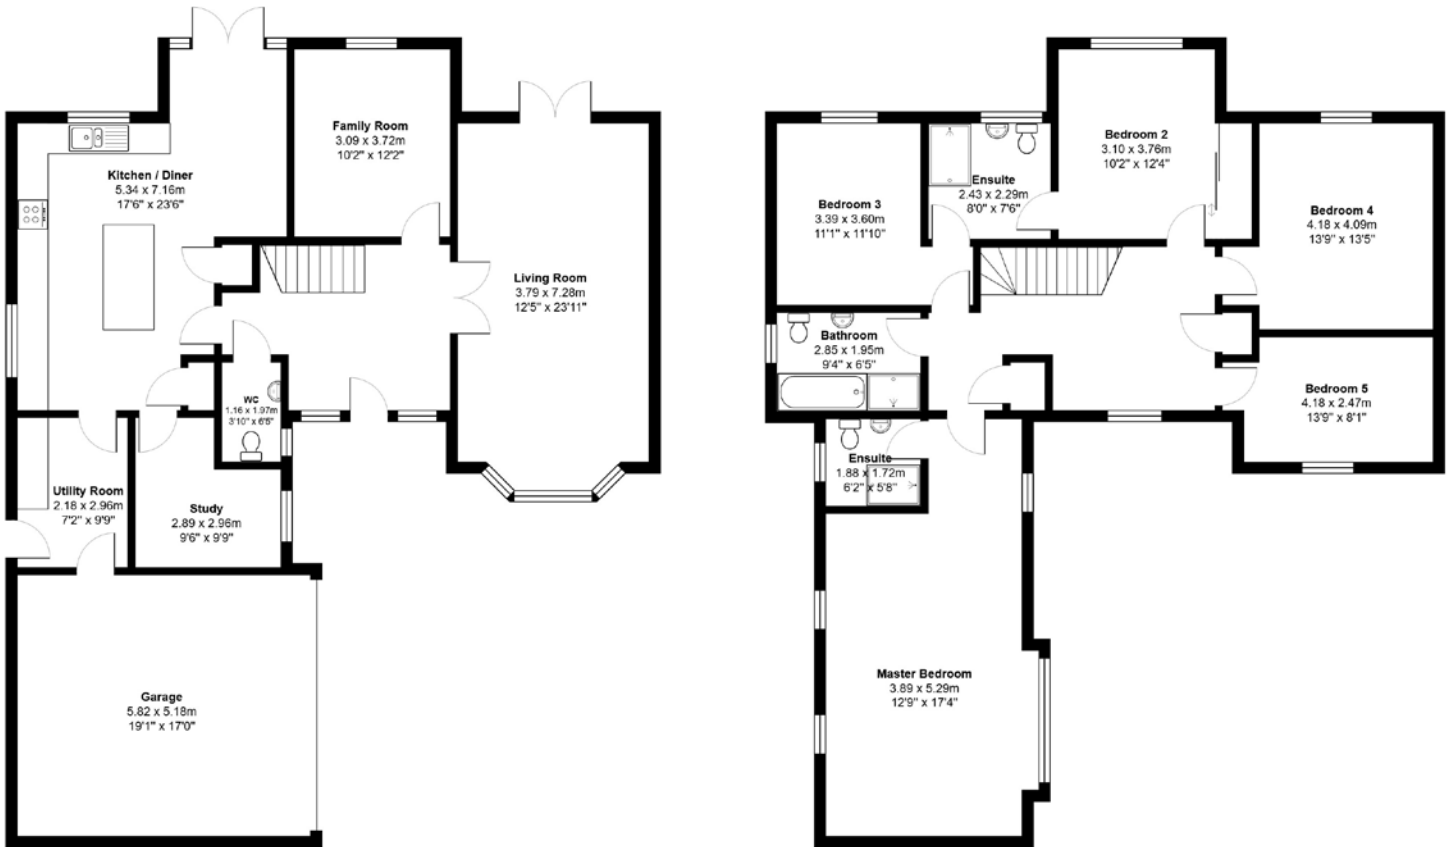 Family Room
3.09 x 3.72m
10'2" x 12'2"
Kitchen / Diner
5.34 x 7.16m
17'6" x 23'6"
Living Room
3.79 x 7.28m
12'5" x 23'11"
WC
1.16 x 1.97m
3'10" x 6'5"
Utility Room
2.18 x 2.96m
7'2" x 9'9"
Study
2.89 x 2.96m
9'6" x 9'9"
Garage
5.82 x 5.18m
19'1" x 17'0"
Bedroom 2
3.10 x 3.76m
10'2" x 12'4"
Ensuite
2.43 x 2.29m
8'0" x 7'6"
Bedroom 3
3.39 x 3.60m
11'1" x 11'10"
Bedroom 4
4.18 x 4.09m
13'9" x 13'5"
Bathroom
2.85 x 1.95m
9'4" x 6'5"
Bedroom 5
4.18 x 2.47m
13'9" x 8'1"
Ensuite
1.88 x 1.72m
6'2" x 5'8"
Master Bedroom
3.89 x 5.29m
12'9" x 17'4"